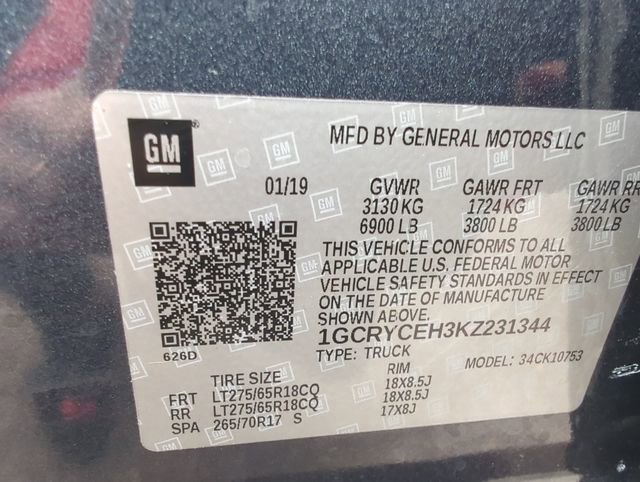 GM
MFD BY GENERAL MOTORS LLC
01/19 GVWR GAWR FRT GAWR RR
3130 KG 1724 KG 1724 KG
6900 LB 3800 LB 3800 LB
THIS VEHICLE CONFORMS TO ALL
APPLICABLE U.S. FEDERAL MOTOR
VEHICLE SAFETY STANDARDS IN EFFECT
ON THE DATE OF MANUFACTURE
SHOWN ABOVE.
1GCRYCEH3KZ231344
626D
TYPE: TRUCK MODEL: 34CK10753
TIRE SIZE RIM
FRT LT275/65R18CQ 18X8.5J
RR LT275/65R18CQ 18X8.5J
SPA 265/70R17 S 17X8J